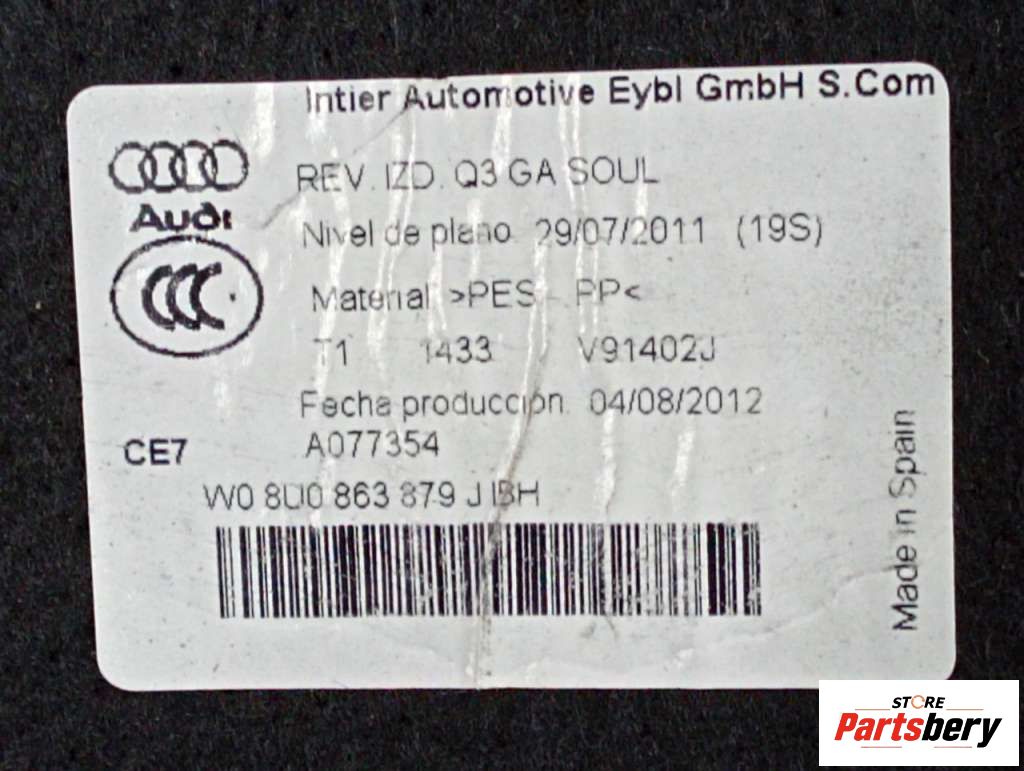 Intier Automotive Eybl GmbH S.Com
Audi
REV. IZD. Q3 GA SOUL
Nivel de plano 29/07/2011 (19S)
CCC
Material >PES - PP<
T1 1433 V91402J
Fecha producción. 04/08/2012
CE7 A077354
W0 8U0 863 879 J IBH
Made in Spain
STORE
Partsbery